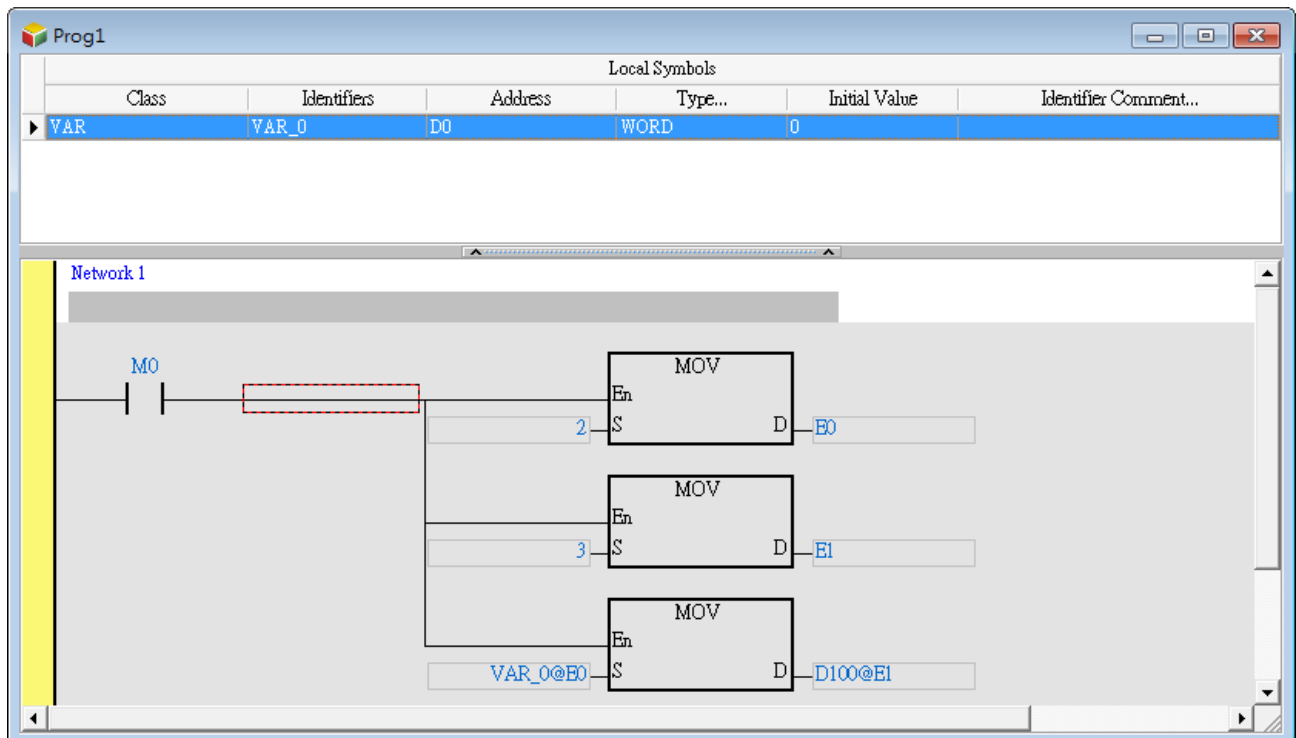 Prog1
Local Symbols
Class Identifiers Address Type... Initial Value Identifier Comment...
VAR VAR_0 D0 WORD 0
Network 1
M0
MOV
En
2 S D E0
MOV
En
3 S D E1
MOV
En
VAR_0@E0 S D D100@E1